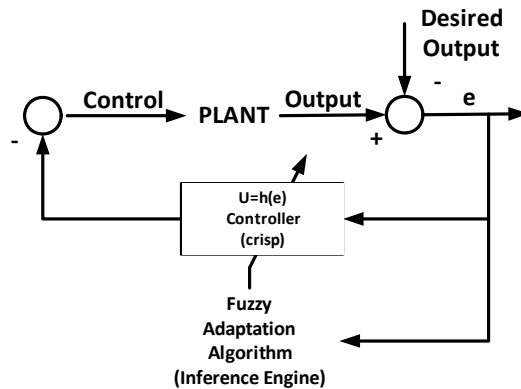 Desired
Output
-
e
Control
PLANT
Output
-
+
U=h(e)
Controller
(crisp)
Fuzzy
Adaptation
Algorithm
(Inference Engine)